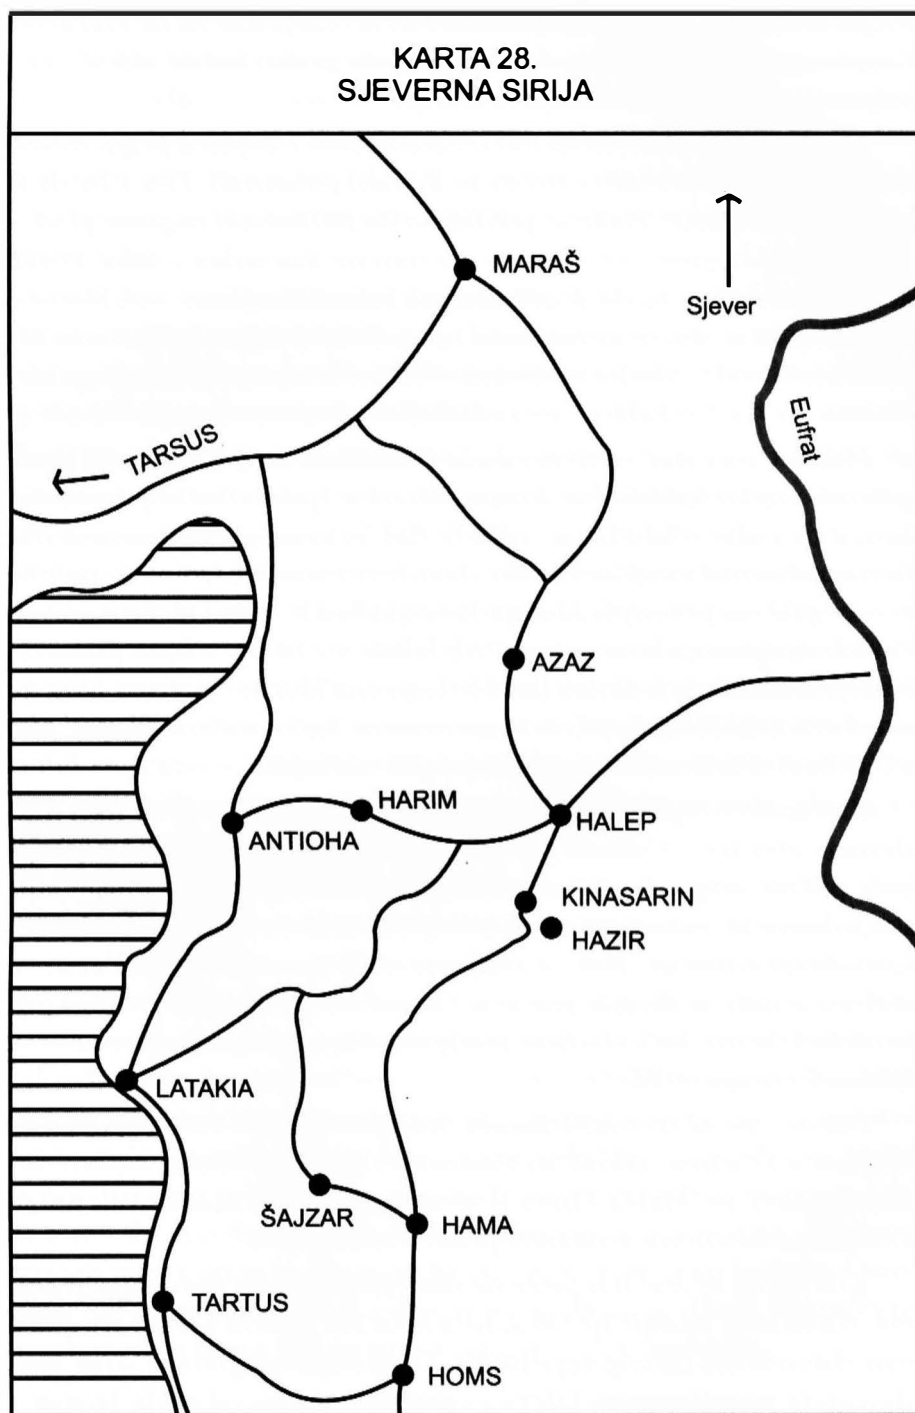 KARTA 28.
SJEVERNA SIRIJA
MARAŠ
Sjever
Eufrat
TARSUS
AZAZ
HARIM
HALEP
ANTIOHA
KINASARIN
HAZIR
LATAKIA
ŠAJZAR
HAMA
TARTUS
HOMS